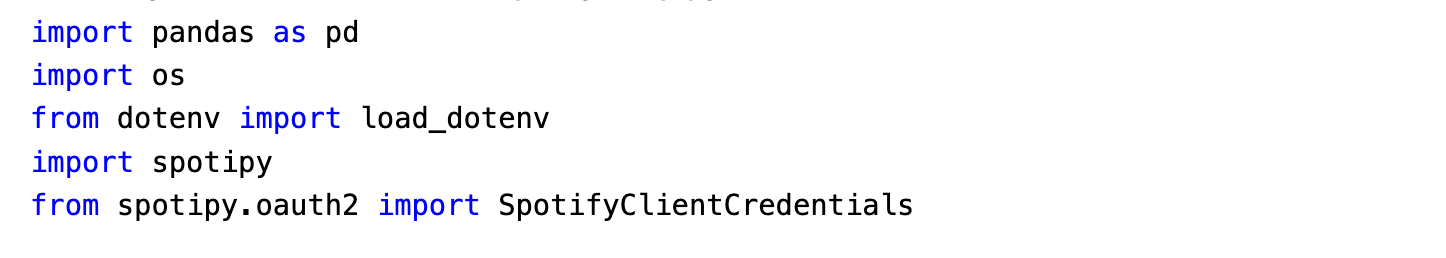 import pandas as pd
import os
from dotenv import load_dotenv
import spotipy
from spotipy.oauth2 import SpotifyClientCredentials